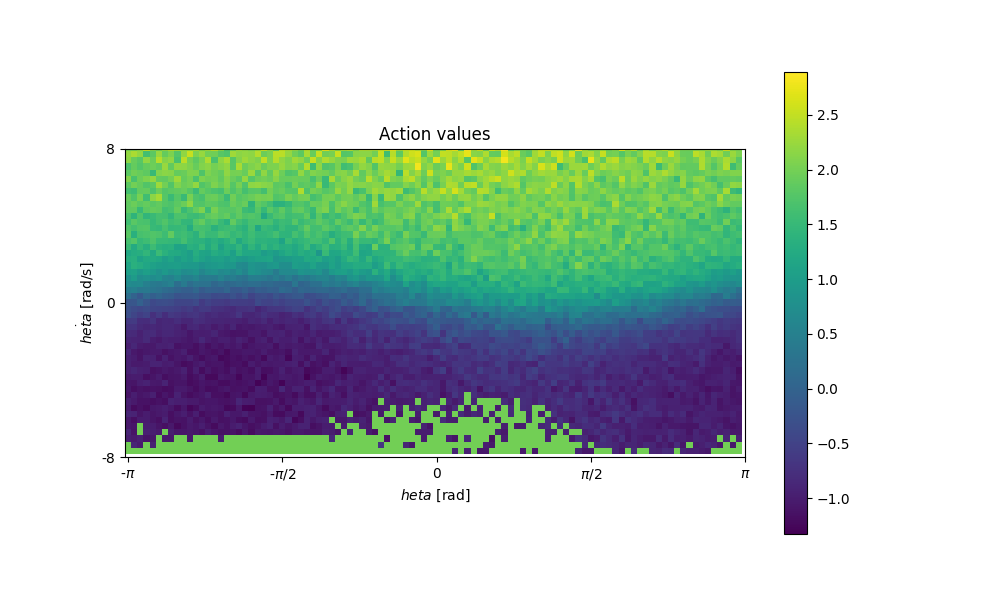 Action values
8
0
-8
ḣeta [rad/s]
-π
-π/2
0
π/2
π
heta [rad]
2.5
2.0
1.5
1.0
0.5
0.0
−0.5
−1.0